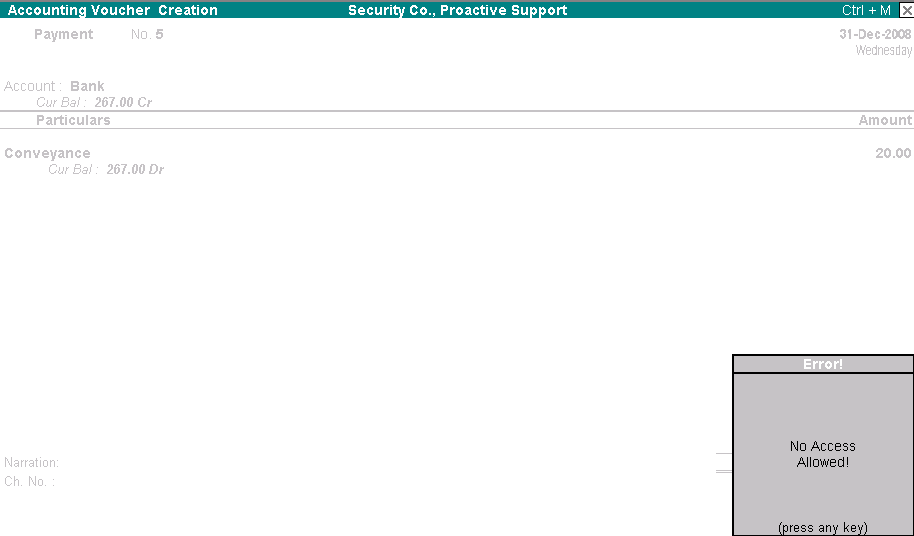 Accounting Voucher Creation Security Co., Proactive Support Ctrl + M
Payment No. 5 31-Dec-2008
Wednesday
Account : Bank
Cur Bal : 267.00 Cr
Particulars Amount
Conveyance 20.00
Cur Bal : 267.00 Dr
Error!
No Access
Allowed!
Narration:
Ch. No. :
(press any key)